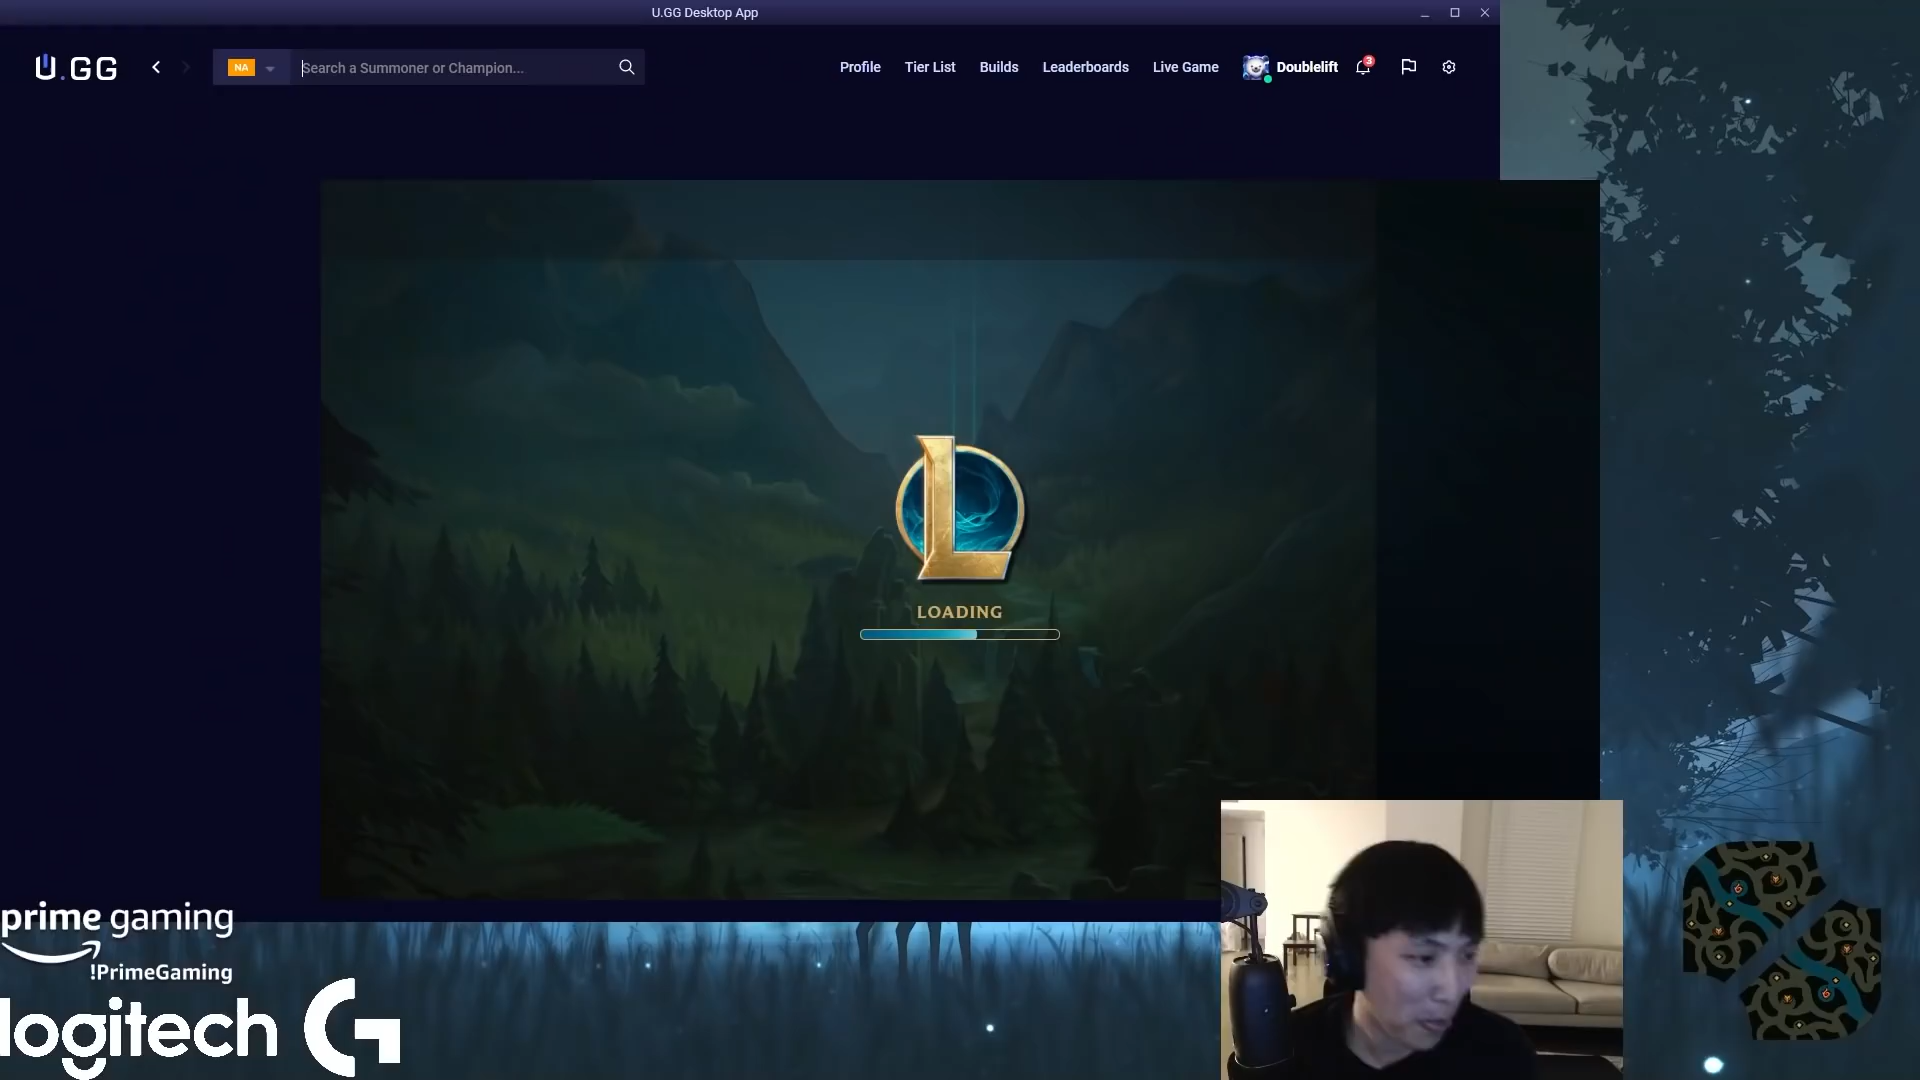 U.GG Desktop App
U.GG
NA
Search a Summoner or Champion...
Profile
Tier List
Builds
Leaderboards
Live Game
Doublelift
3
LOADING
prime gaming
!PrimeGaming
logitech G